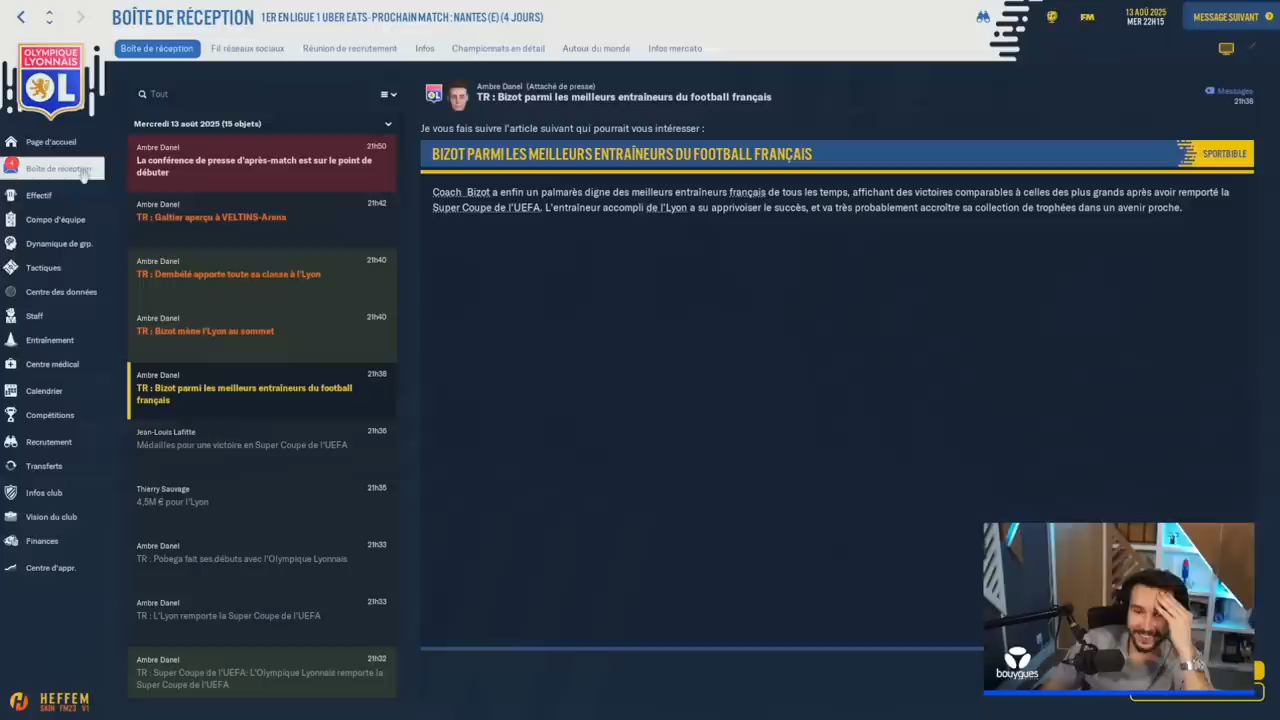 BOÎTE DE RÉCEPTION
1ER EN LIGUE 1 UBER EATS - PROCHAIN MATCH : NANTES (E) (4 JOURS)
FM
13 AOÛ 2025
MER 22H15
MESSAGE SUIVANT
Boîte de réception
Fil réseaux sociaux
Réunion de recrutement
Infos
Championnats en détail
Autour du monde
Infos mercato
OLYMPIQUE
LYONNAIS
OL
Page d'accueil
4
Boîte de réception
Effectif
Compo d'équipe
Dynamique de grp.
Tactiques
Centre des données
Staff
Entraînement
Centre médical
Calendrier
Compétitions
Recrutement
Transferts
Infos club
Vision du club
Finances
Centre d'appr.
HEFFEM
SKIN FM23 V1
Tout
Mercredi 13 août 2025 (15 objets)
Ambre Danel 21h50
La conférence de presse d'après-match est sur le point de
débuter
Ambre Danel 21h42
TR : Galtier aperçu à VELTINS-Arena
Ambre Danel 21h40
TR : Dembélé apporte toute sa classe à l'Lyon
Ambre Danel 21h40
TR : Bizot mène l'Lyon au sommet
Ambre Danel 21h38
TR : Bizot parmi les meilleurs entraîneurs du football
français
Jean-Louis Lafitte 21h36
Médailles pour une victoire en Super Coupe de l'UEFA
Thierry Sauvage 21h35
4,5M € pour l'Lyon
Ambre Danel 21h33
TR : Pobega fait ses débuts avec l'Olympique Lyonnais
Ambre Danel 21h33
TR : L'Lyon remporte la Super Coupe de l'UEFA
Ambre Danel 21h32
TR : Super Coupe de l'UEFA: L'Olympique Lyonnais remporte la
Super Coupe de l'UEFA
Ambre Danel (Attaché de presse)
TR : Bizot parmi les meilleurs entraîneurs du football français
Messages
21h38
Je vous fais suivre l'article suivant qui pourrait vous intéresser :
BIZOT PARMI LES MEILLEURS ENTRAÎNEURS DU FOOTBALL FRANÇAIS
SPORTBIBLE
Coach_Bizot a enfin un palmarès digne des meilleurs entraîneurs français de tous les temps, affichant des victoires comparables à celles des plus grands après avoir remporté la
Super Coupe de l'UEFA. L'entraîneur accompli de l'Lyon a su apprivoiser le succès, et va très probablement accroître sa collection de trophées dans un avenir proche.
bouygues